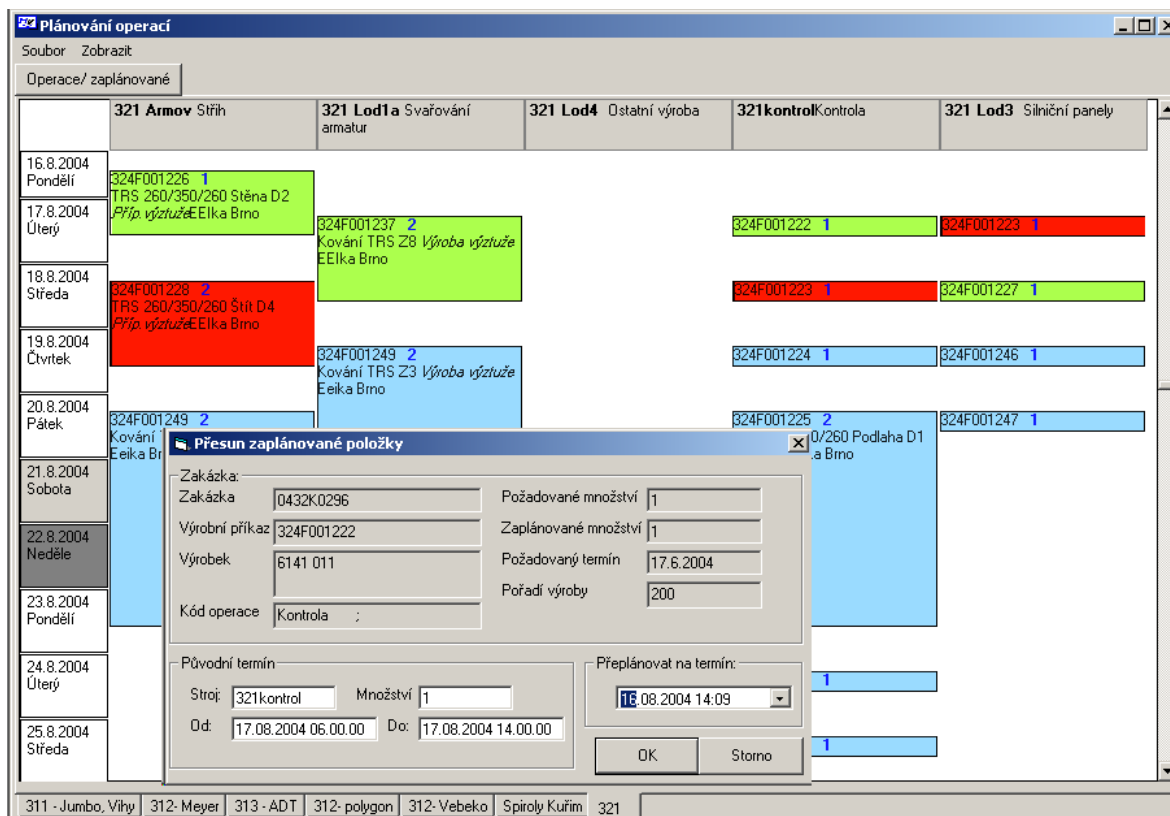 Plánování operací
Soubor Zobrazit
Operace/ zaplánované
321 Armov Střih
321 Lod1a Svařování
armatur
321 Lod4 Ostatní výroba
321kontrolKontrola
321 Lod3 Silniční panely
16.8.2004
Pondělí
324F001226 1
TRS 260/350/260 Stěna D2
Příp. výztužeEElka Brno
17.8.2004
Úterý
324F001237 2
Kování TRS Z8 Výroba výztuže
EElka Brno
324F001222 1
324F001223 1
18.8.2004
Středa
324F001228 2
TRS 260/350/260 Štít D4
Příp. výztužeEElka Brno
324F001223 1
324F001227 1
19.8.2004
Čtvrtek
324F001249 2
Kování TRS Z3 Výroba výztuže
Eeika Brno
324F001224 1
324F001246 1
20.8.2004
Pátek
324F001249 2
Kování
Eeika Br
324F001225 2
0/260 Podlaha D1
a Brno
324F001247 1
21.8.2004
Sobota
22.8.2004
Neděle
23.8.2004
Pondělí
24.8.2004
Úterý
1
25.8.2004
Středa
1
Přesun zaplánované položky
Zakázka:
Zakázka 0432K0296
Požadované množství 1
Výrobní příkaz 324F001222
Zaplánované množství 1
Výrobek 6141 011
Požadovaný termín 17.6.2004
Pořadí výroby 200
Kód operace Kontrola ;
Původní termín
Stroj: 321kontrol Množství 1
Od: 17.08.2004 06.00.00 Do: 17.08.2004 14.00.00
Přeplánovat na termín:
16.08.2004 14:09
OK Storno
311 - Jumbo, Vihy 312- Meyer 313 - ADT 312- polygon 312- Vebeko Spiroly Kuřim 321